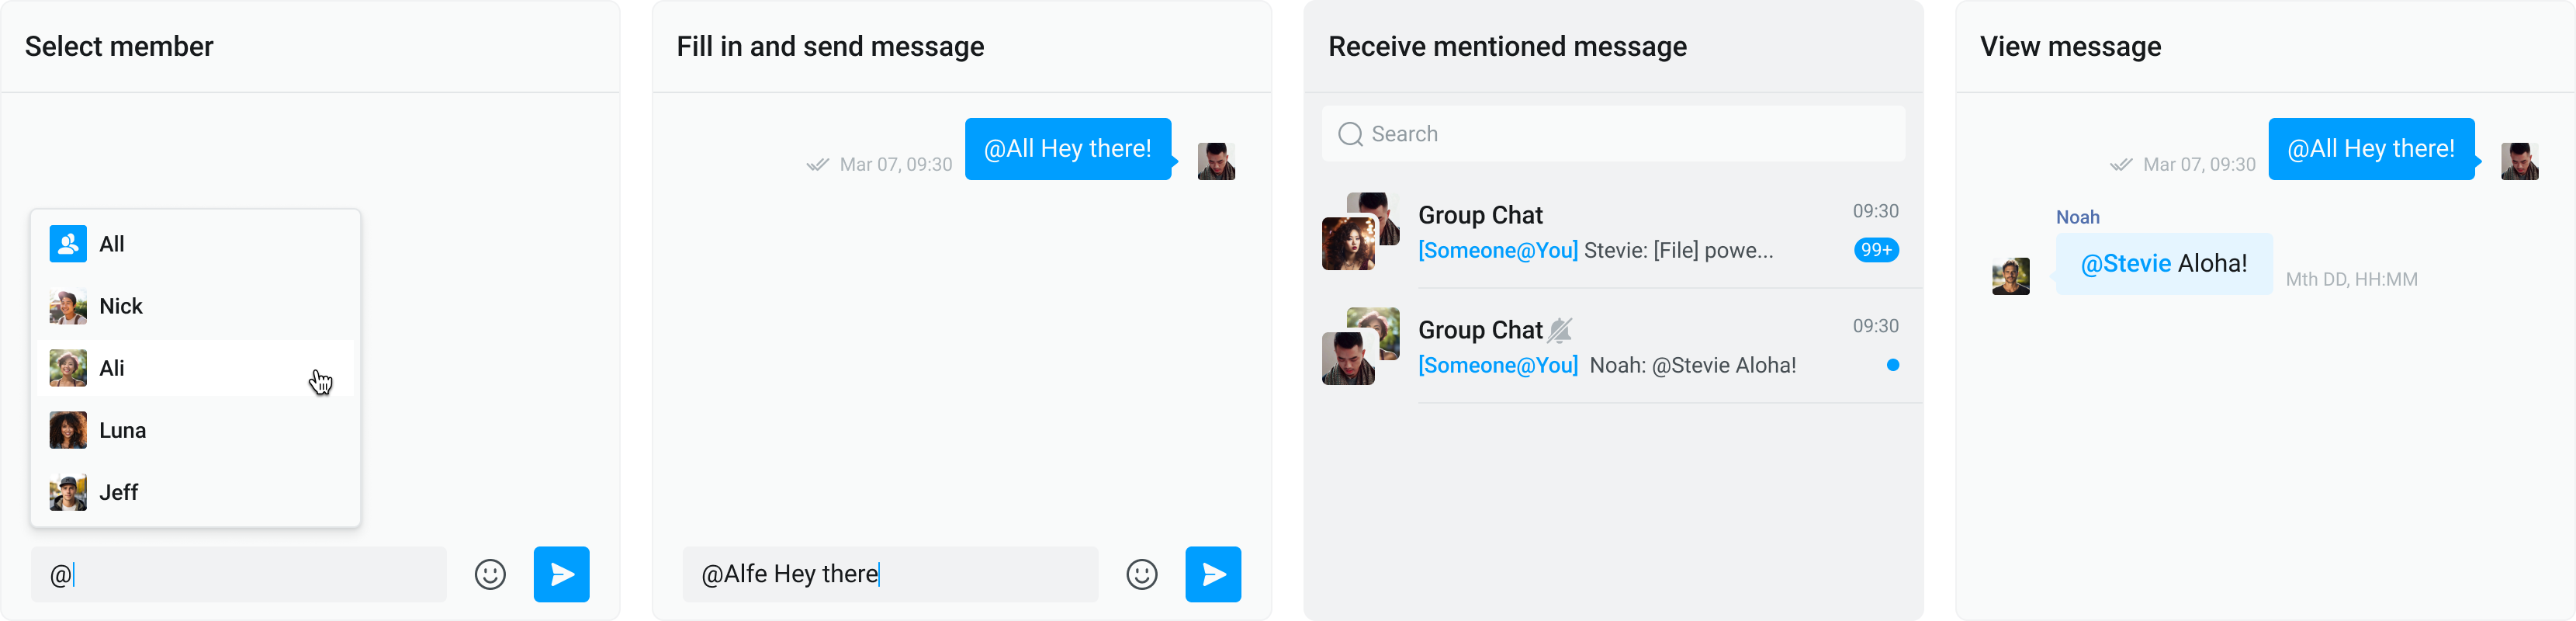 Select member
All
Nick
Ali
Luna
Jeff
@
Fill in and send message
Mar 07, 09:30
@All Hey there!
@Alfe Hey there
Receive mentioned message
Search
Group Chat 09:30
[Someone@You] Stevie: [File] powe... 99+
Group Chat 09:30
[Someone@You] Noah: @Stevie Aloha!
View message
Mar 07, 09:30
@All Hey there!
Noah
@Stevie Aloha!
Mth DD, HH:MM